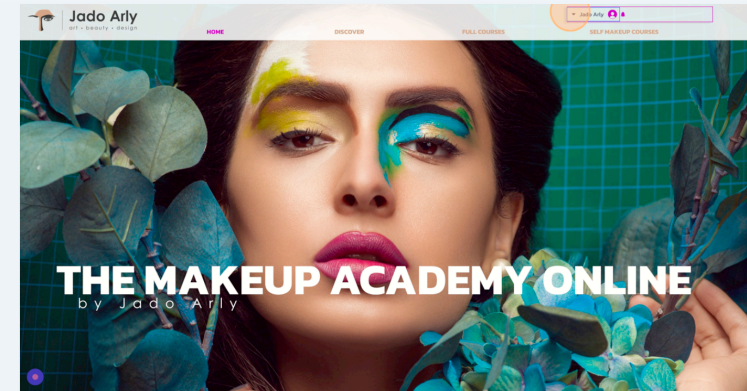 Jado Arly
art • beauty • design
Jado Arly
HOME
DISCOVER
FULL COURSES
SELF MAKEUP COURSES
THE MAKEUP ACADEMY ONLINE
by Jado Arly